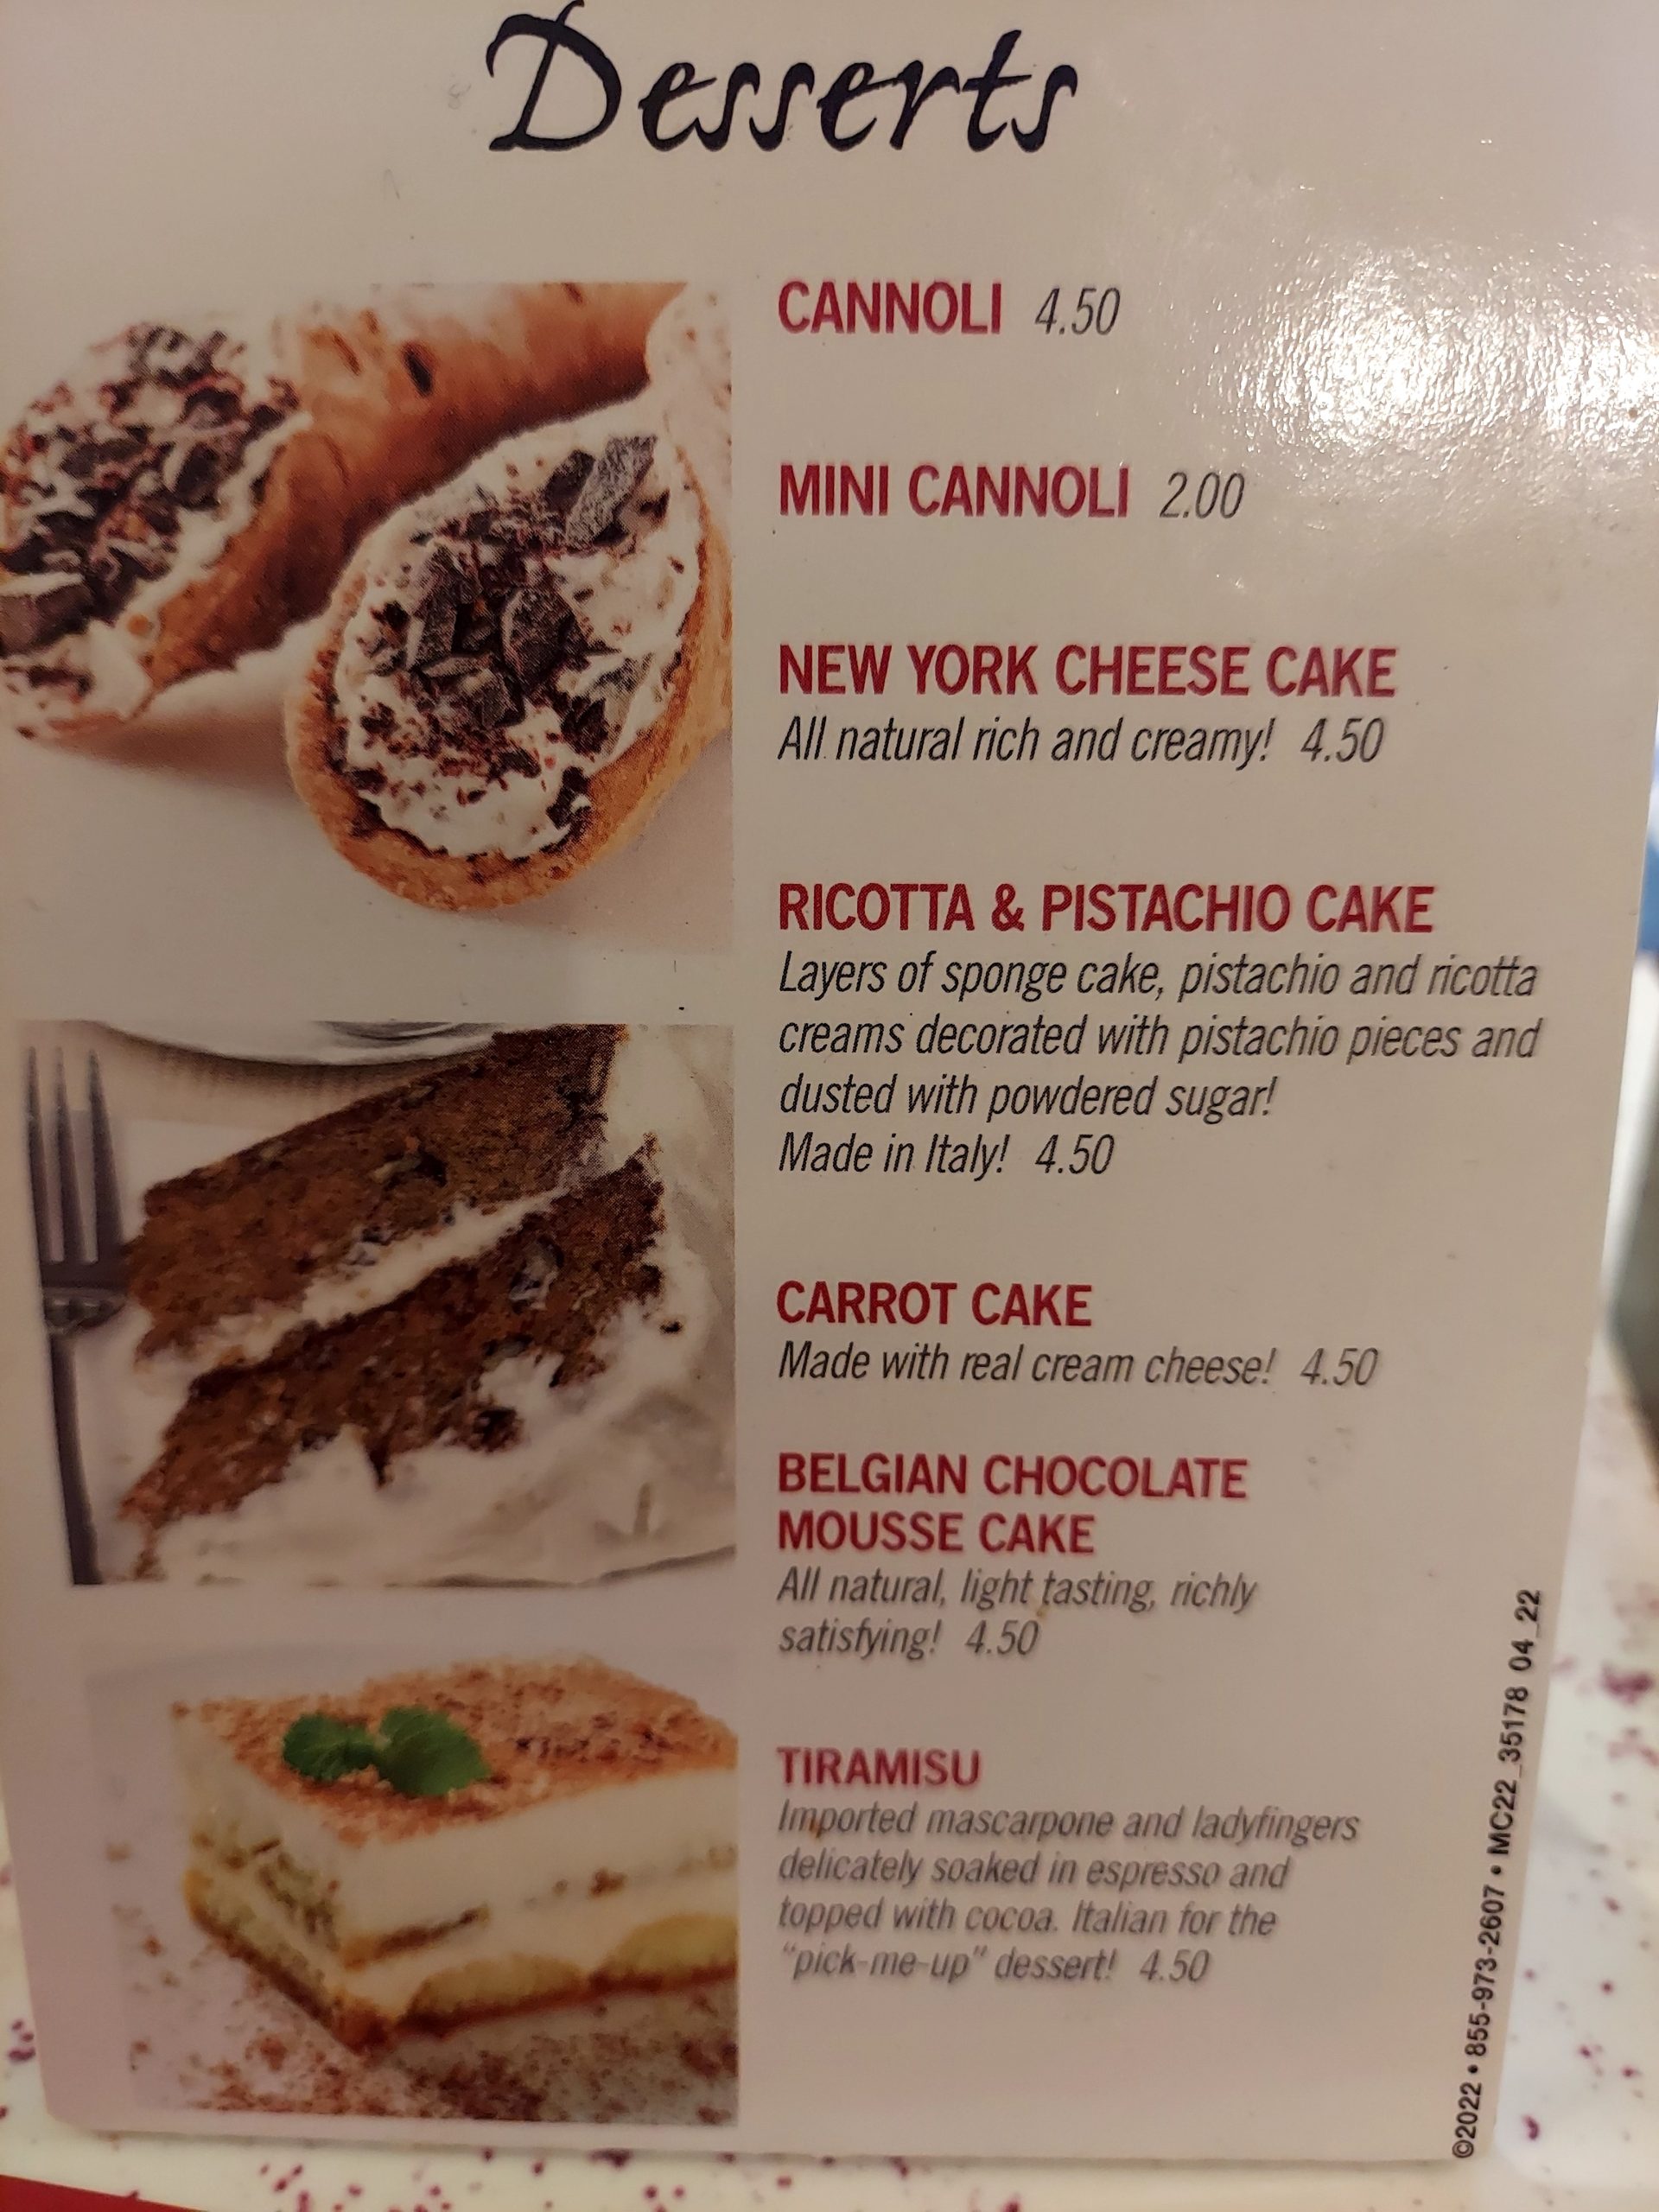 Desserts
CANNOLI 4.50
MINI CANNOLI 2.00
NEW YORK CHEESE CAKE
All natural rich and creamy! 4.50
RICOTTA & PISTACHIO CAKE
Layers of sponge cake, pistachio and ricotta
creams decorated with pistachio pieces and
dusted with powdered sugar!
Made in Italy! 4.50
CARROT CAKE
Made with real cream cheese! 4.50
BELGIAN CHOCOLATE
MOUSSE CAKE
All natural, light tasting, richly
satisfying! 4.50
TIRAMISU
Imported mascarpone and ladyfingers
delicately soaked in espresso and
topped with cocoa. Italian for the
"pick-me-up" dessert! 4.50
©2022 • 855-973-2607 • MC22_35178 04_22